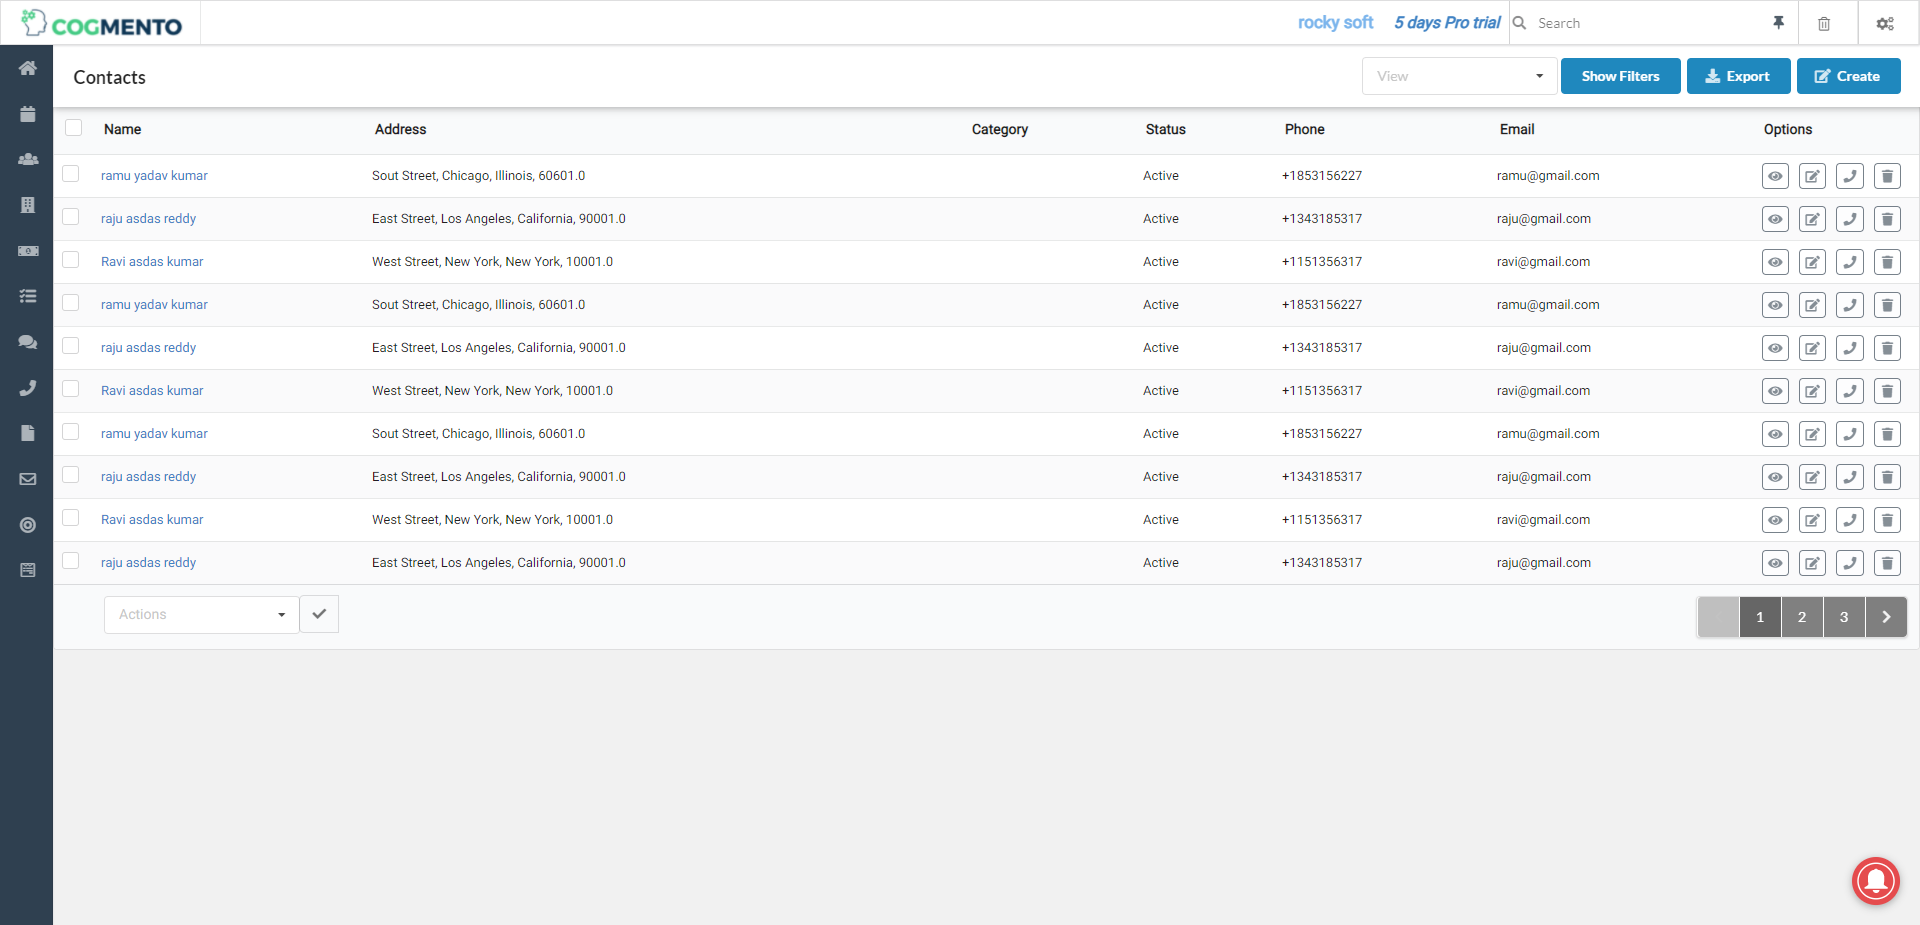 COGMENTO
rocky soft 5 days Pro trial Search
Contacts View Show Filters Export Create
Name Address Category Status Phone Email Options
ramu yadav kumar Sout Street, Chicago, Illinois, 60601.0 Active +1853156227 ramu@gmail.com
raju asdas reddy East Street, Los Angeles, California, 90001.0 Active +1343185317 raju@gmail.com
Ravi asdas kumar West Street, New York, New York, 10001.0 Active +1151356317 ravi@gmail.com
ramu yadav kumar Sout Street, Chicago, Illinois, 60601.0 Active +1853156227 ramu@gmail.com
raju asdas reddy East Street, Los Angeles, California, 90001.0 Active +1343185317 raju@gmail.com
Ravi asdas kumar West Street, New York, New York, 10001.0 Active +1151356317 ravi@gmail.com
ramu yadav kumar Sout Street, Chicago, Illinois, 60601.0 Active +1853156227 ramu@gmail.com
raju asdas reddy East Street, Los Angeles, California, 90001.0 Active +1343185317 raju@gmail.com
Ravi asdas kumar West Street, New York, New York, 10001.0 Active +1151356317 ravi@gmail.com
raju asdas reddy East Street, Los Angeles, California, 90001.0 Active +1343185317 raju@gmail.com
Actions 1 2 3